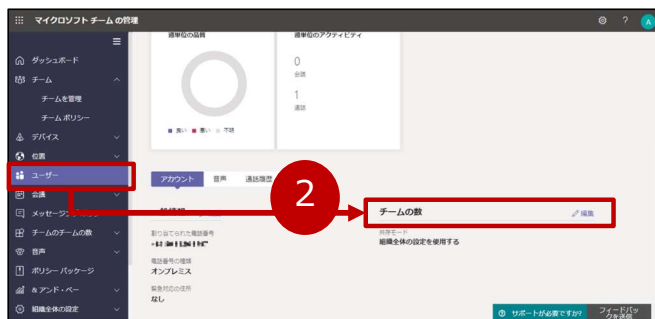 マイクロソフト チーム の管理
?
A
週単位の品質
週単位のアクティビティ
0
会議
1
通話
良い 悪い 不明
ダッシュボード
チーム
チームを管理
チーム ポリシー
デバイス
位置
ユーザー
会議
メッセージング
チームのチームの数
音声
ポリシー パッケージ
& アンド・ペー
組織全体の設定
アカウント 音声 通話履歴
2
チームの数
編集
共存モード
組織全体の設定を使用する
割り当てられた電話番号
電話番号の種類
オンプレミス
緊急対応の住所
なし
サポートが必要ですか?
フィードバッ
クを送信